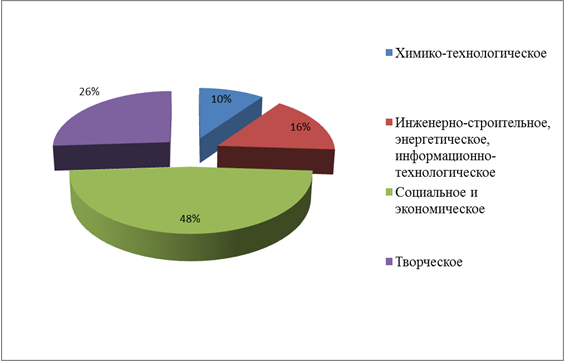 26%
10%
16%
48%
Химико-технологическое
Инженерно-строительное,
энергетическое,
информационно-
технологическое
Социальное и
экономическое
Творческое